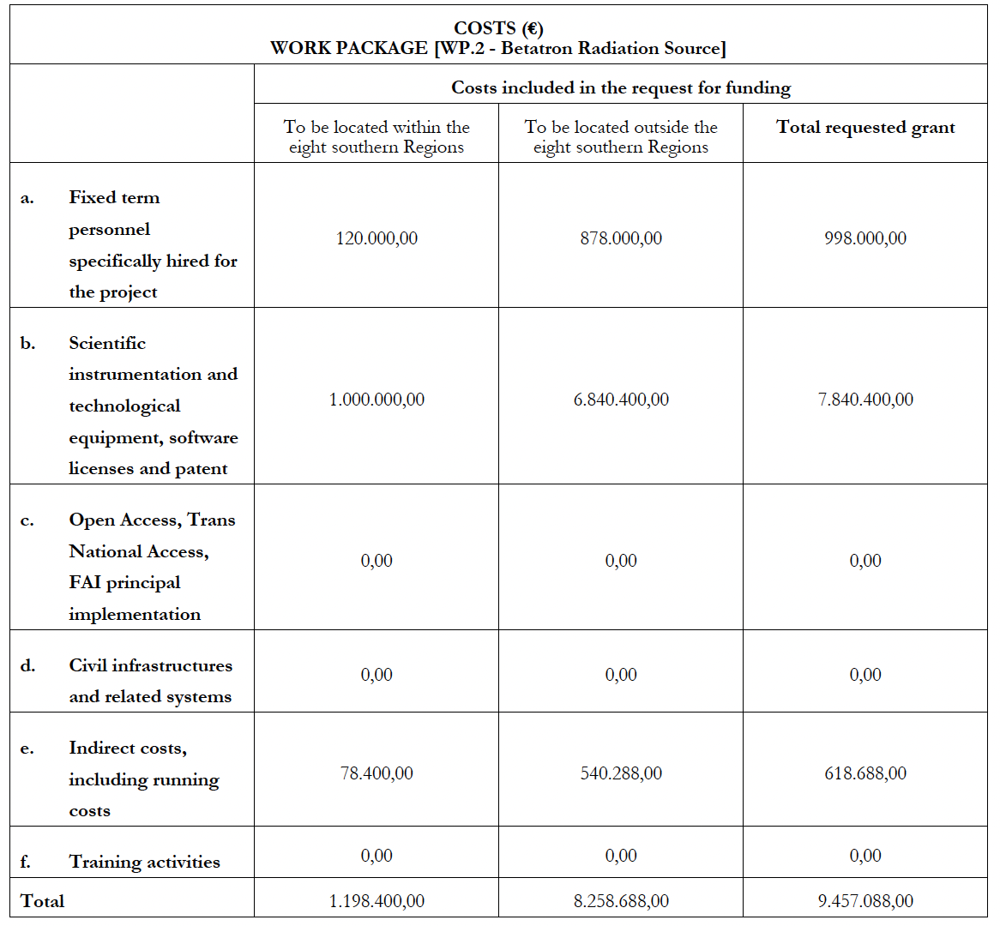 COSTS (€)
WORK PACKAGE [WP.2 - Betatron Radiation Source]
Costs included in the request for funding
To be located within the
eight southern Regions
To be located outside the
eight southern Regions
Total requested grant
a. Fixed term
personnel
specifically hired for
the project
120.000,00
878.000,00
998.000,00
b. Scientific
instrumentation and
technological
equipment, software
licenses and patent
1.000.000,00
6.840.400,00
7.840.400,00
c. Open Access, Trans
National Access,
FAI principal
implementation
0,00
0,00
0,00
d. Civil infrastructures
and related systems
0,00
0,00
0,00
e. Indirect costs,
including running
costs
78.400,00
540.288,00
618.688,00
f. Training activities
0,00
0,00
0,00
Total
1.198.400,00
8.258.688,00
9.457.088,00